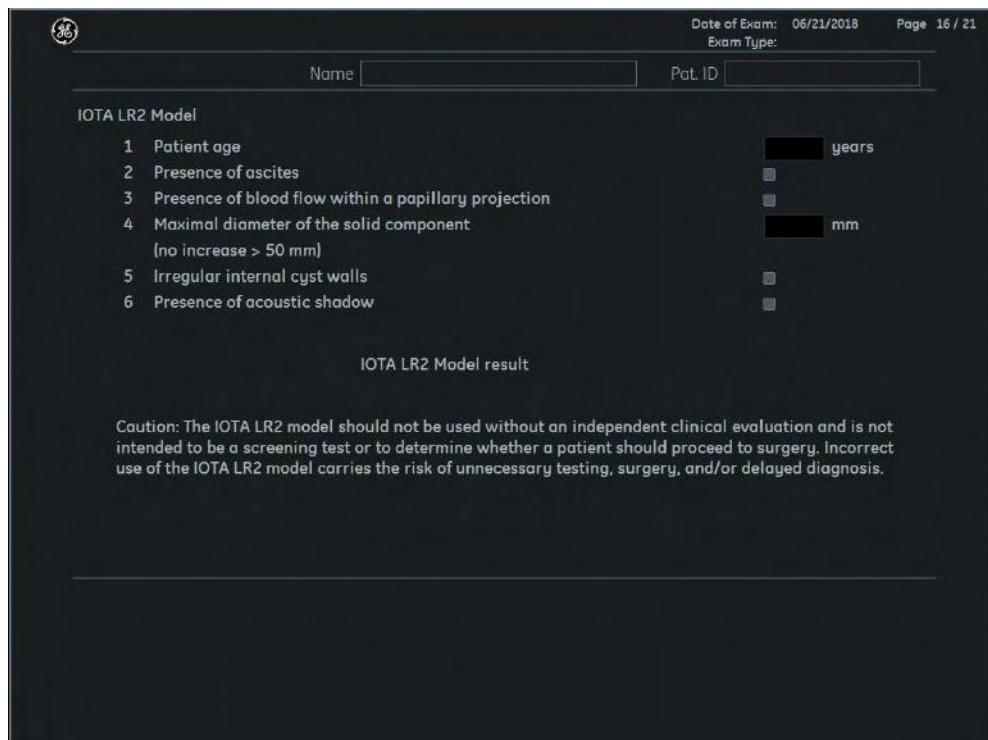 Date of Exam: 06/21/2018 Page 16 / 21
Exam Type:
Name Pat. ID
IOTA LR2 Model
1 Patient age years
2 Presence of ascites
3 Presence of blood flow within a papillary projection
4 Maximal diameter of the solid component mm
(no increase > 50 mm)
5 Irregular internal cyst walls
6 Presence of acoustic shadow
IOTA LR2 Model result
Caution: The IOTA LR2 model should not be used without an independent clinical evaluation and is not
intended to be a screening test or to determine whether a patient should proceed to surgery. Incorrect
use of the IOTA LR2 model carries the risk of unnecessary testing, surgery, and/or delayed diagnosis.